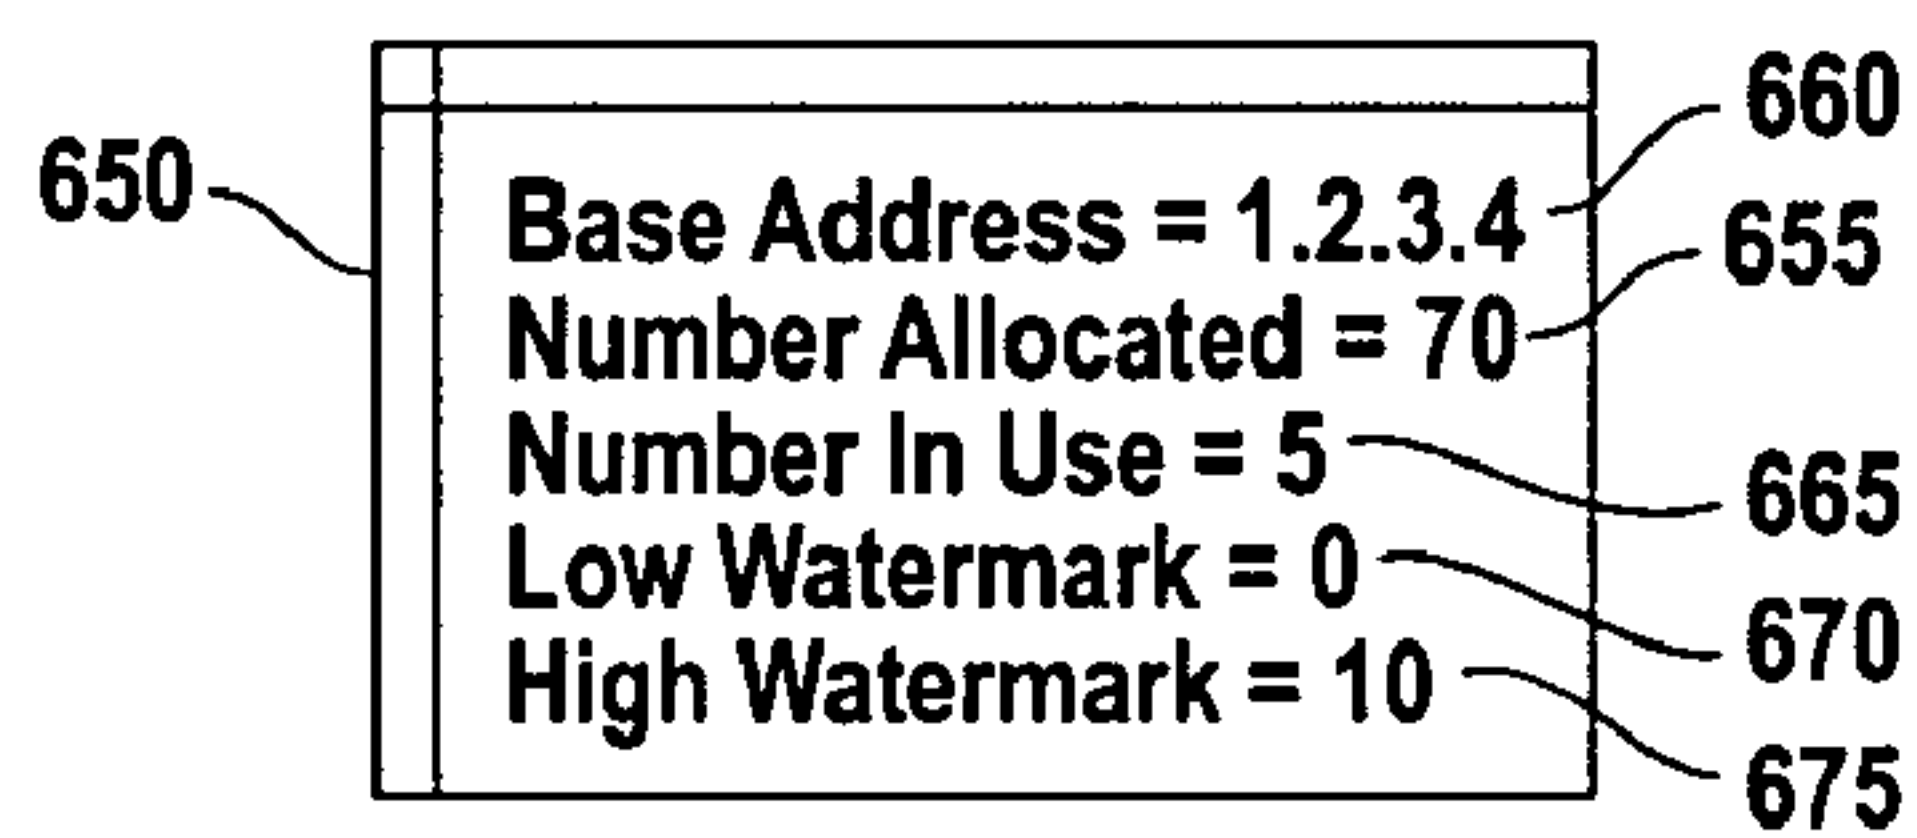 660
650
Base Address = 1.2.3.4
655
Number Allocated = 70
Number In Use = 5
665
Low Watermark = 0
670
High Watermark = 10
675